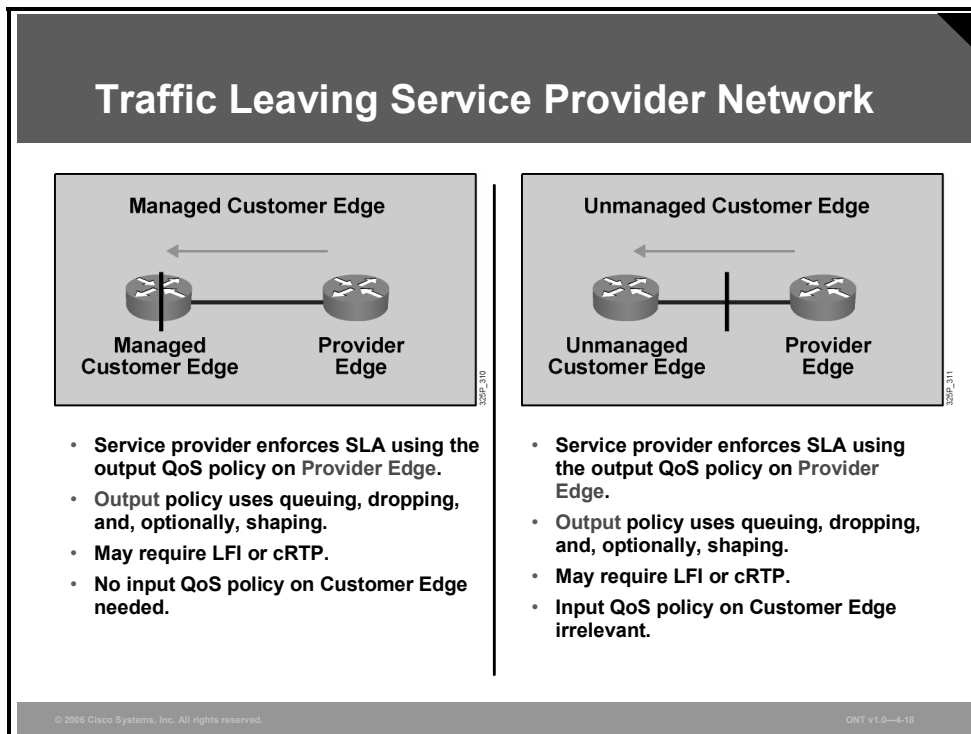 Traffic Leaving Service Provider Network
Managed Customer Edge
Managed
Customer Edge
Provider
Edge
325P_310
• Service provider enforces SLA using the
output QoS policy on Provider Edge.
• Output policy uses queuing, dropping,
and, optionally, shaping.
• May require LFI or cRTP.
• No input QoS policy on Customer Edge
needed.
Unmanaged Customer Edge
Unmanaged
Customer Edge
Provider
Edge
325P_311
• Service provider enforces SLA using
the output QoS policy on Provider
Edge.
• Output policy uses queuing, dropping,
and, optionally, shaping.
• May require LFI or cRTP.
• Input QoS policy on Customer Edge
irrelevant.
© 2006 Cisco Systems, Inc. All rights reserved.
ONT v1.0—4-18